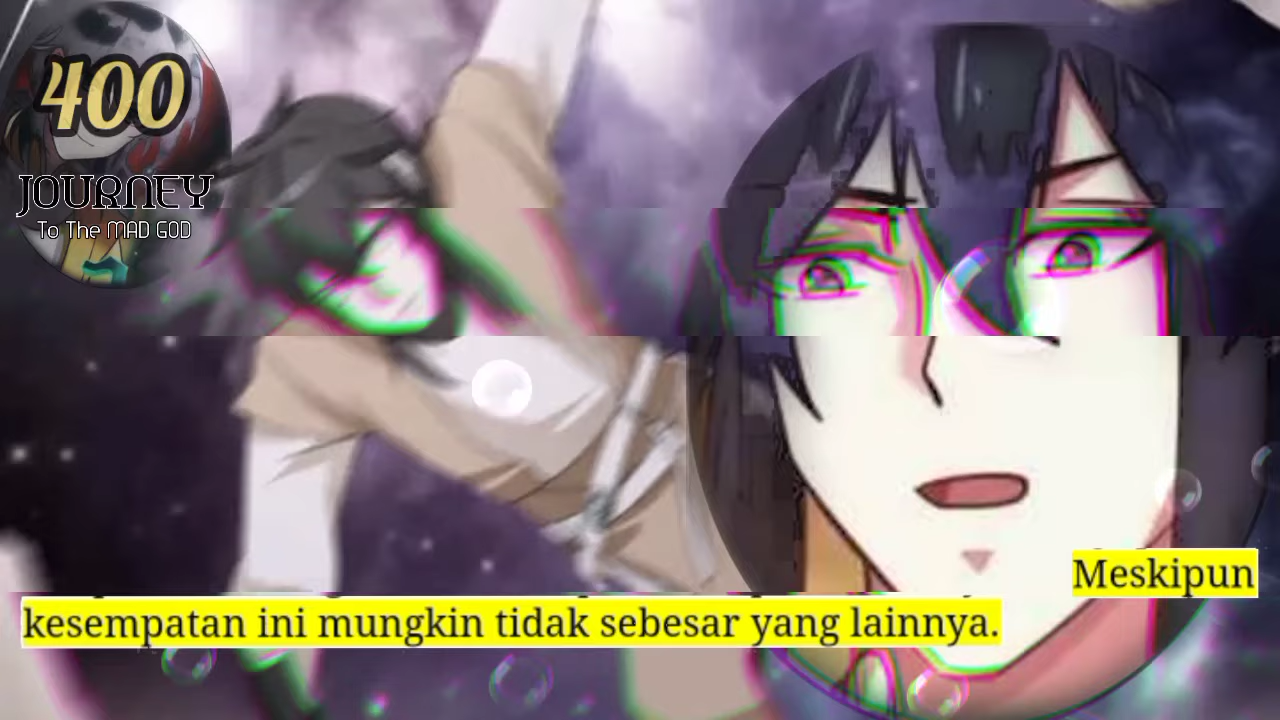 400
JOURNEY
To The MAD GOD
Meskipun
kesempatan ini mungkin tidak sebesar yang lainnya.